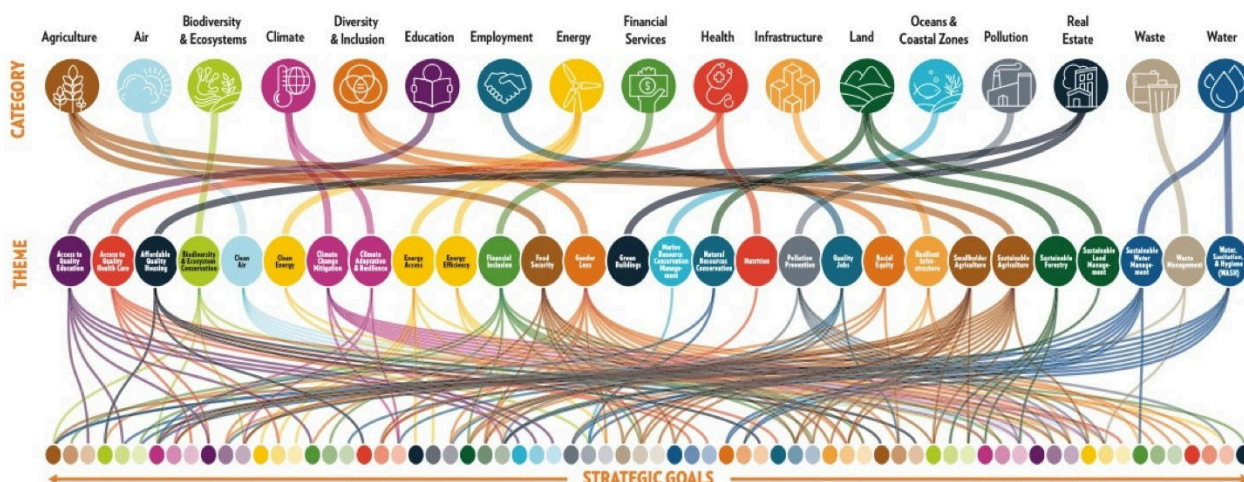 Agriculture
Air
Biodiversity
& Ecosystems
Climate
Diversity
& Inclusion
Education
Employment
Energy
Financial
Services
Health
Infrastructure
Land
Oceans &
Coastal Zones
Pollution
Real
Estate
Waste
Water
CATEGORY
THEME
Access to
Quality
Education
Access to
Quality
Health Care
Affordable
Quality
Housing
Biodiversity
& Ecosystem
Conservation
Clean
Air
Clean
Energy
Climate
Change
Mitigation
Climate
Adaptation
& Resilience
Energy
Access
Energy
Efficiency
Financial
Inclusion
Food
Security
Gender
Lens
Green
Buildings
Marine
Resource
Conservation
Manage-
ment
Natural
Resources
Conservation
Nutrition
Pollution
Prevention
Quality
Jobs
Racial
Equity
Resilient
Infra-
structure
Smallholder
Agriculture
Sustainable
Agriculture
Sustainable
Forestry
Sustainable
Land
Manage-
ment
Sustainable
Water
Manage-
ment
Waste
Management
Water,
Sanitation,
& Hygiene
(WASH)
STRATEGIC GOALS